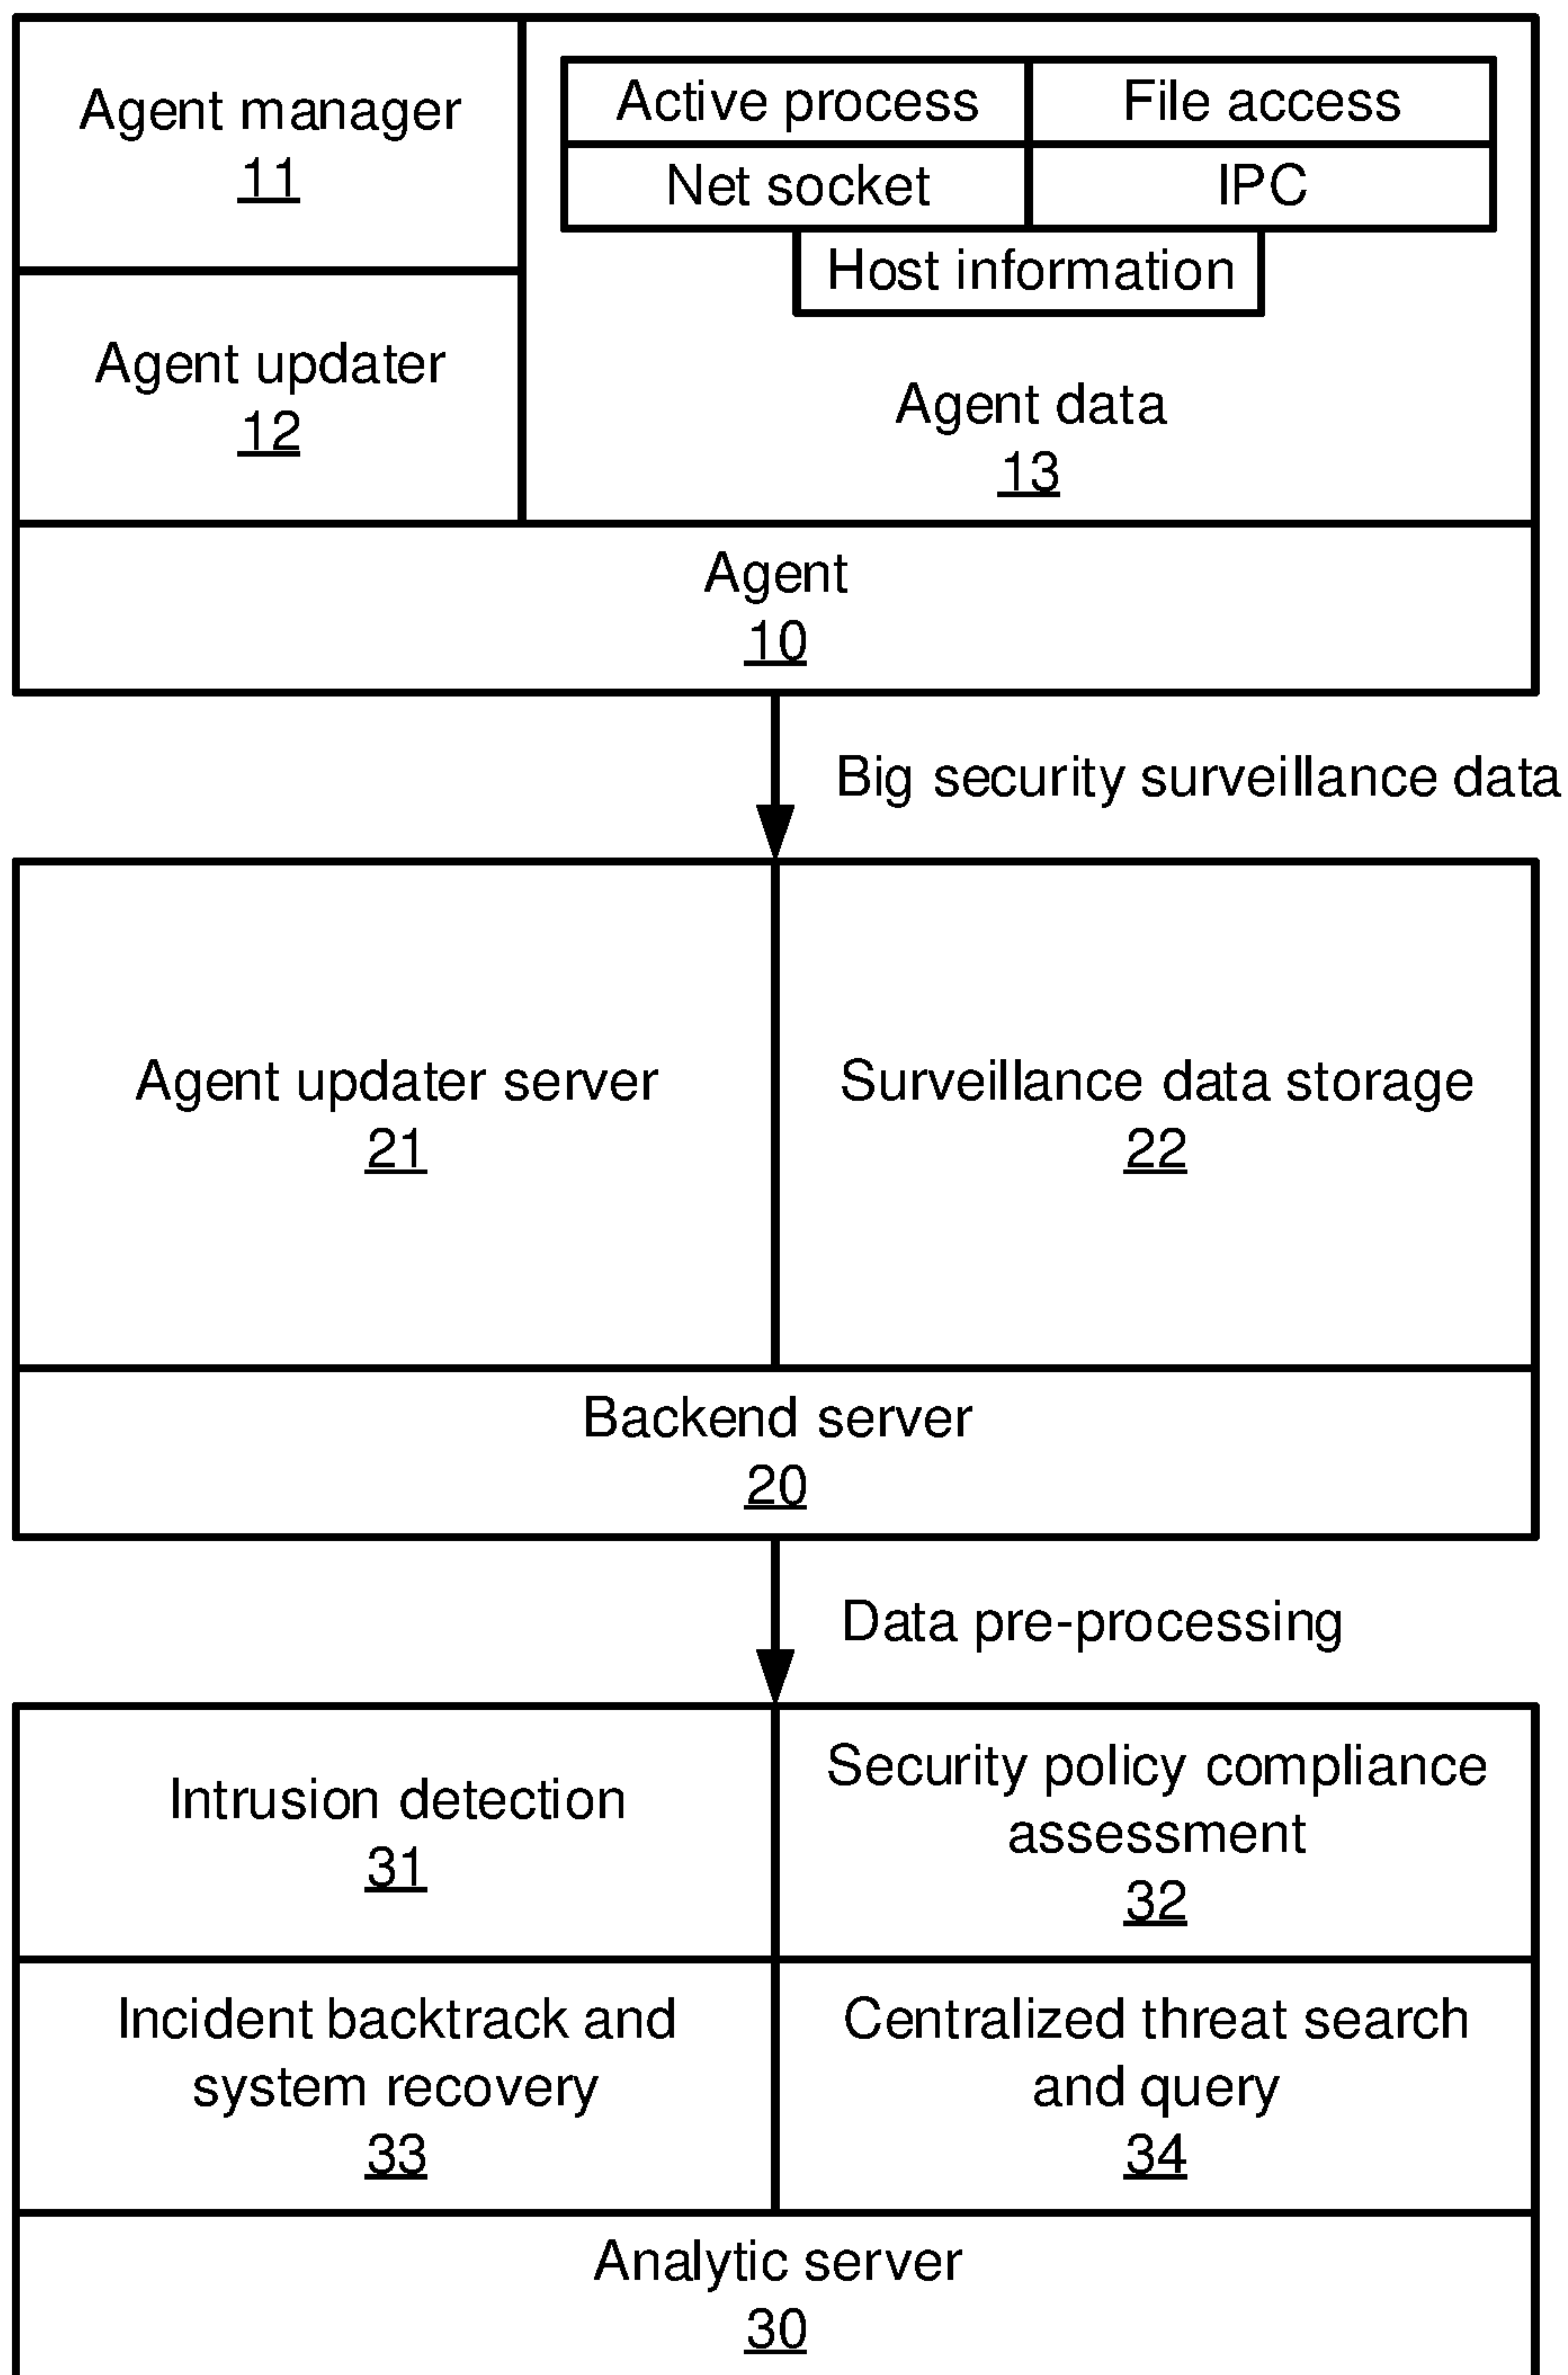 Agent manager
11
Agent updater
12
Active process
File access
Net socket
IPC
Host information
Agent data
13
Agent
10
Big security surveillance data
Agent updater server
21
Surveillance data storage
22
Backend server
20
Data pre-processing
Intrusion detection
31
Security policy compliance
assessment
32
Incident backtrack and
system recovery
33
Centralized threat search
and query
34
Analytic server
30